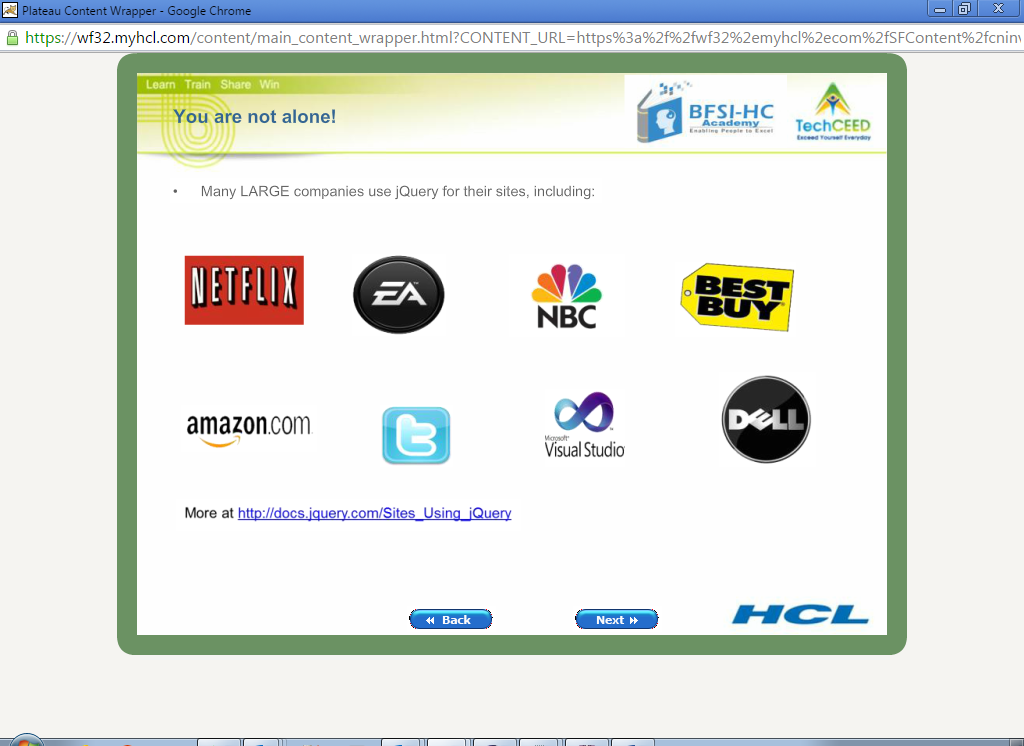 Plateau Content Wrapper - Google Chrome
https://wf32.myhcl.com/content/main_content_wrapper.html?CONTENT_URL=https%3a%2f%2fwf32%2emyhcl%2ecom%2fSFContent%2fcninv
Learn Train Share Win
You are not alone!
BFSI-HC
Academy
Enabling People to Excel
TechCEED
Exceed Yourself Everyday
• Many LARGE companies use jQuery for their sites, including:
NETFLIX
EA
NBC
BEST
BUY
amazon.com
t
Microsoft
Visual Studio
DELL
More at http://docs.jquery.com/Sites_Using_jQuery
Back
Next
HCL